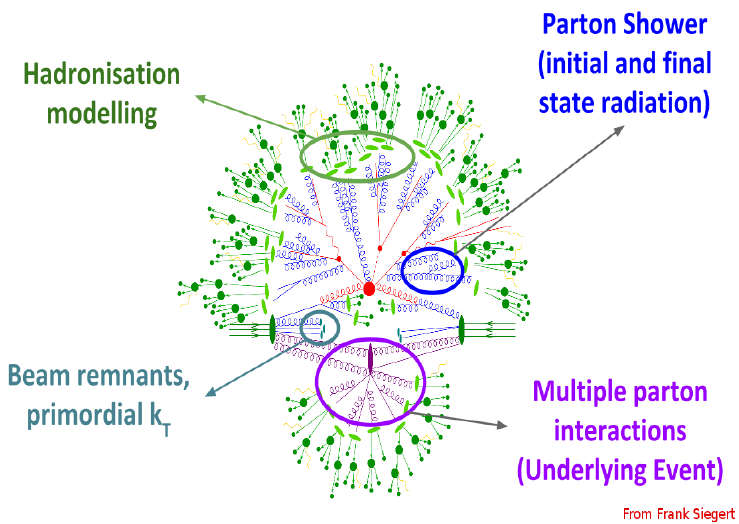 Parton Shower
(initial and final
state radiation)
Hadronisation
modelling
Beam remnants,
primordial kT
Multiple parton
interactions
(Underlying Event)
From Frank Siegert